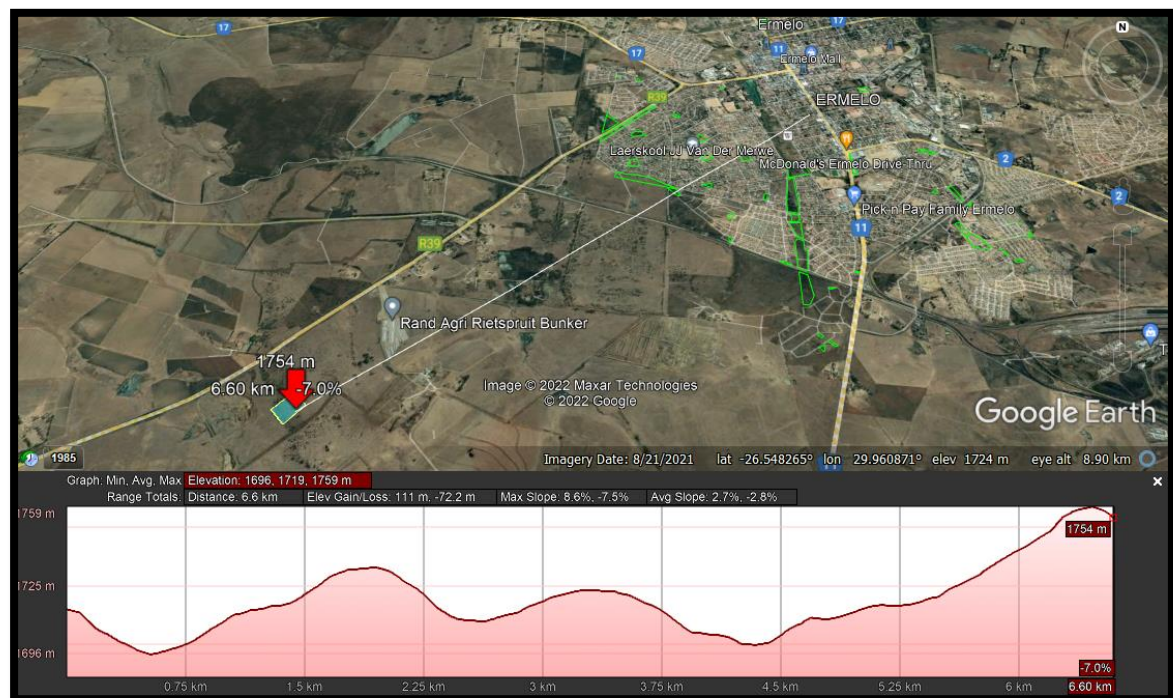 17
Ermelo
17
17
11
Ermelo Mall
R39
ERMELO
Laerskool JJ Van Der Merwe
McDonald's Ermelo Drive-Thru
2
2
Pick n Pay Family Ermelo
11
R39
Rand Agri Rietspruit Bunker
1754 m
6.60 km -7.0%
Image © 2022 Maxar Technologies
© 2022 Google
Google Earth
N
T
11
1985
Imagery Date: 8/21/2021 lat -26.548265° lon 29.960871° elev 1724 m eye alt 8.90 km
Graph: Min, Avg, Max Elevation: 1696, 1719, 1759 m
Range Totals: Distance: 6.6 km Elev Gain/Loss: 111 m, -72.2 m Max Slope: 8.6%, -7.5% Avg Slope: 2.7%, -2.8%
1759 m
1754 m
1725 m
1696 m
-7.0%
0.75 km 1.5 km 2.25 km 3 km 3.75 km 4.5 km 5.25 km 6 km 6.60 km